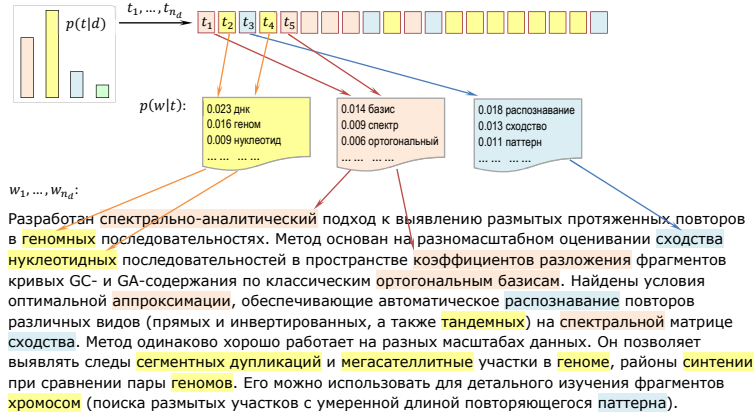 p(t|d)
t₁, …, t_{n_d}
t₁ t₂ t₃ t₄ t₅
p(w|t):
0.023 днк
0.016 геном
0.009 нуклеотид
... ... ... ...
0.014 базис
0.009 спектр
0.006 ортогональный
... ... ... ...
0.018 распознавание
0.013 сходство
0.011 паттерн
... ... ... ...
w₁, …, w_{n_d}:
Разработан спектрально-аналитический подход к выявлению размытых протяженных повторов
в геномных последовательностях. Метод основан на разномасштабном оценивании сходства
нуклеотидных последовательностей в пространстве коэффициентов разложения фрагментов
кривых GC- и GA-содержания по классическим ортогональным базисам. Найдены условия
оптимальной аппроксимации, обеспечивающие автоматическое распознавание повторов
различных видов (прямых и инвертированных, а также тандемных) на спектральной матрице
сходства. Метод одинаково хорошо работает на разных масштабах данных. Он позволяет
выявлять следы сегментных дупликаций и мегасателлитные участки в геноме, районы синтении
при сравнении пары геномов. Его можно использовать для детального изучения фрагментов
хромосом (поиска размытых участков с умеренной длиной повторяющегося паттерна).